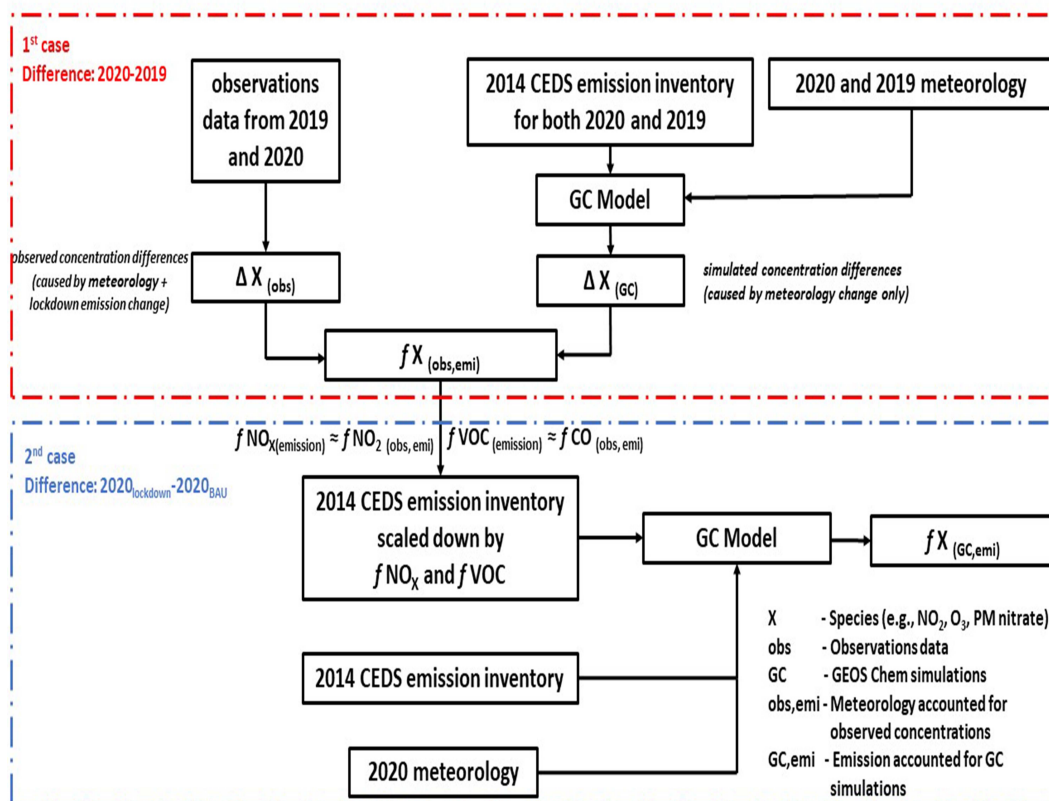 1st case
Difference: 2020-2019
observations
data from 2019
and 2020
2014 CEDS emission inventory
for both 2020 and 2019
2020 and 2019 meteorology
GC Model
observed concentration differences
(caused by meteorology +
lockdown emission change)
Δ X (obs)
Δ X (GC)
simulated concentration differences
(caused by meteorology change only)
f X (obs,emi)
2nd case
Difference: 2020lockdown-2020BAU
f NOX(emission) ≈ f NO2 (obs, emi) f VOC (emission) ≈ f CO (obs, emi)
2014 CEDS emission inventory
scaled down by
f NOX and f VOC
GC Model
f X (GC,emi)
2014 CEDS emission inventory
2020 meteorology
X - Species (e.g., NO2, O3, PM nitrate)
obs - Observations data
GC - GEOS Chem simulations
obs,emi - Meteorology accounted for
observed concentrations
GC,emi - Emission accounted for GC
simulations